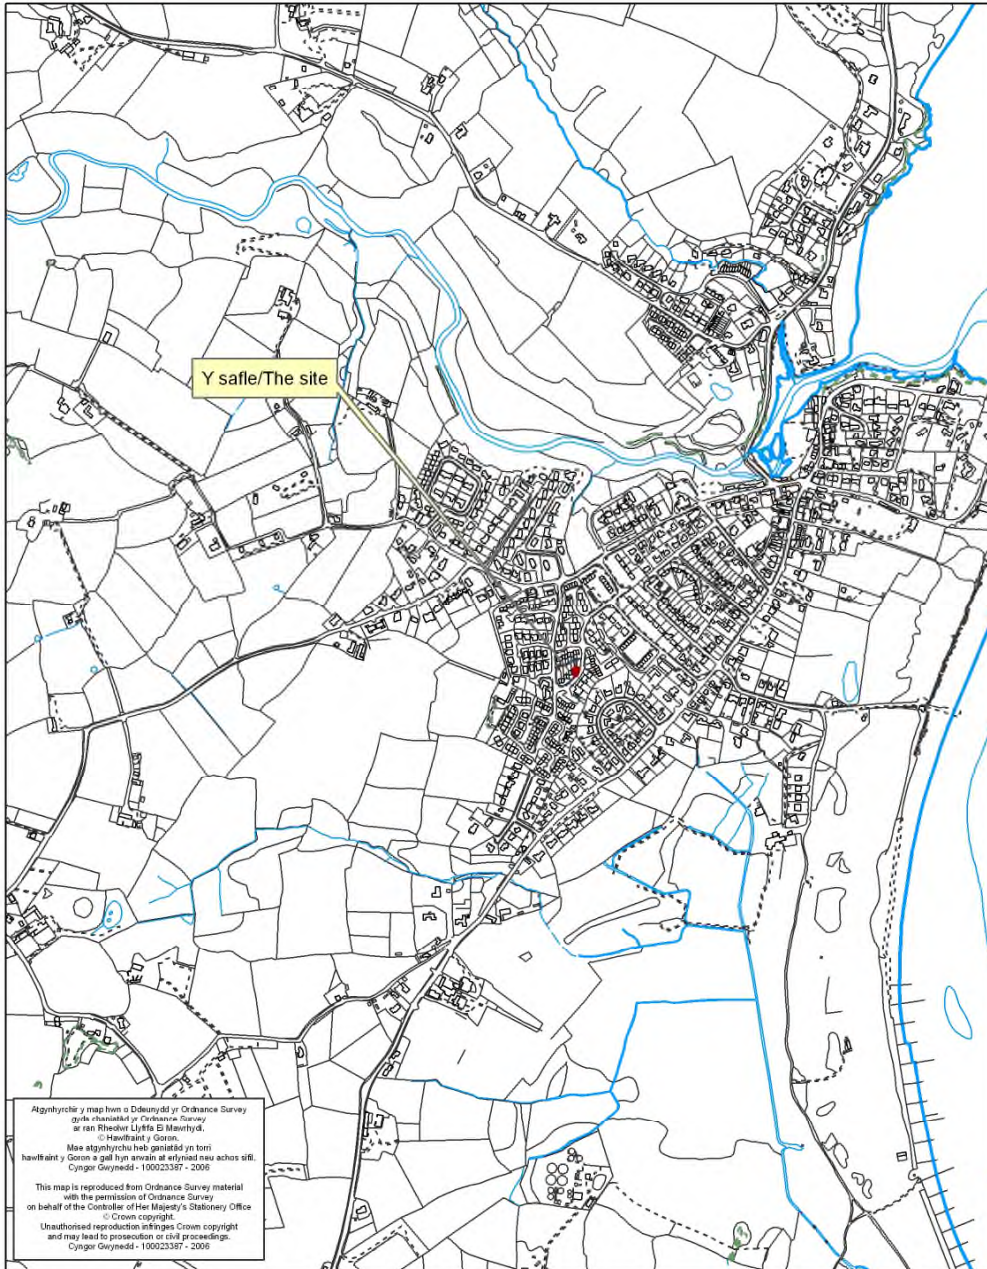 Y safle/The site
Atgynhyrchir y map hwn o Ddeunydd yr Ordnance Survey
gyda chaniatâd yr Ordnance Survey
ar ran Rheolwr Llyfrfa Ei Mawrhydi.
© Hawlfraint y Goron.
Mae atgynhyrchu heb ganiatâd yn torri
hawlfraint y Goron a gall hyn arwain at erlyniad neu achos sifil.
Cyngor Gwynedd - 100023387 - 2006
This map is reproduced from Ordnance Survey material
with the permission of Ordnance Survey
on behalf of the Controller of Her Majesty's Stationery Office
© Crown copyright.
Unauthorised reproduction infringes Crown copyright
and may lead to prosecution or civil proceedings.
Cyngor Gwynedd - 100023387 - 2006